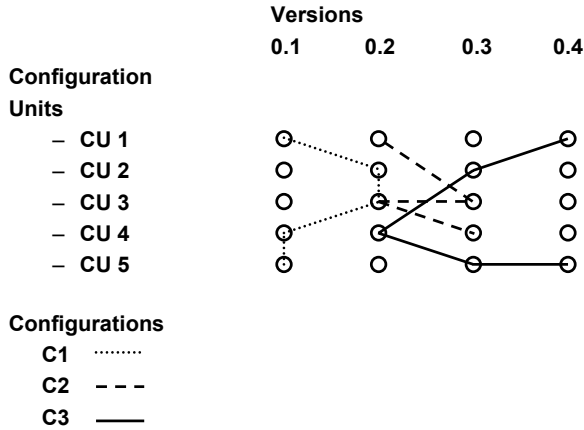 Versions
0.1 0.2 0.3 0.4
Configuration
Units
– CU 1
– CU 2
– CU 3
– CU 4
– CU 5
Configurations
C1
C2
C3